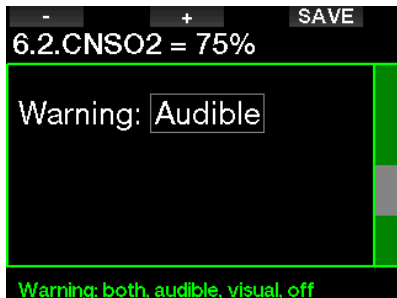 - + SAVE
6.2.CNSO2 = 75%
Warning: Audible
Warning: both, audible, visual, off